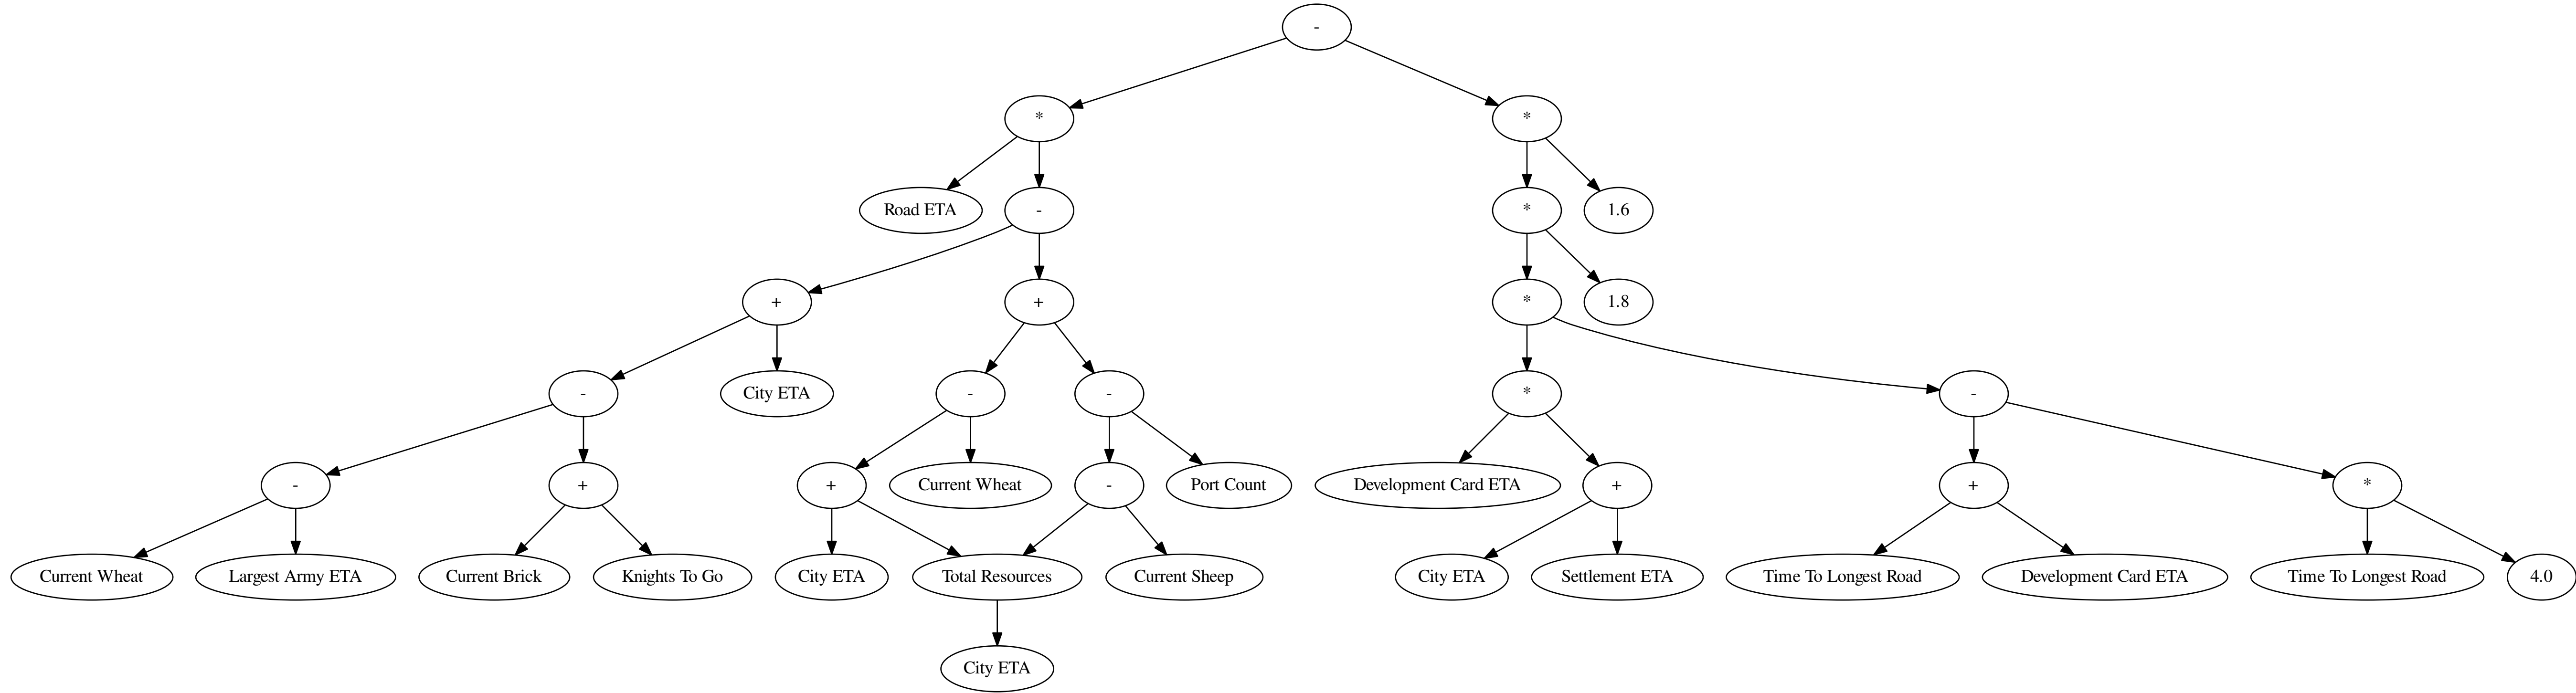 -
*
*
Road ETA
-
*
1.6
+
+
*
1.8
-
City ETA
-
-
*
-
-
+
+
Current Wheat
-
Port Count
Development Card ETA
+
+
*
Current Wheat
Largest Army ETA
Current Brick
Knights To Go
City ETA
Total Resources
Current Sheep
City ETA
Settlement ETA
Time To Longest Road
Development Card ETA
Time To Longest Road
4.0
City ETA